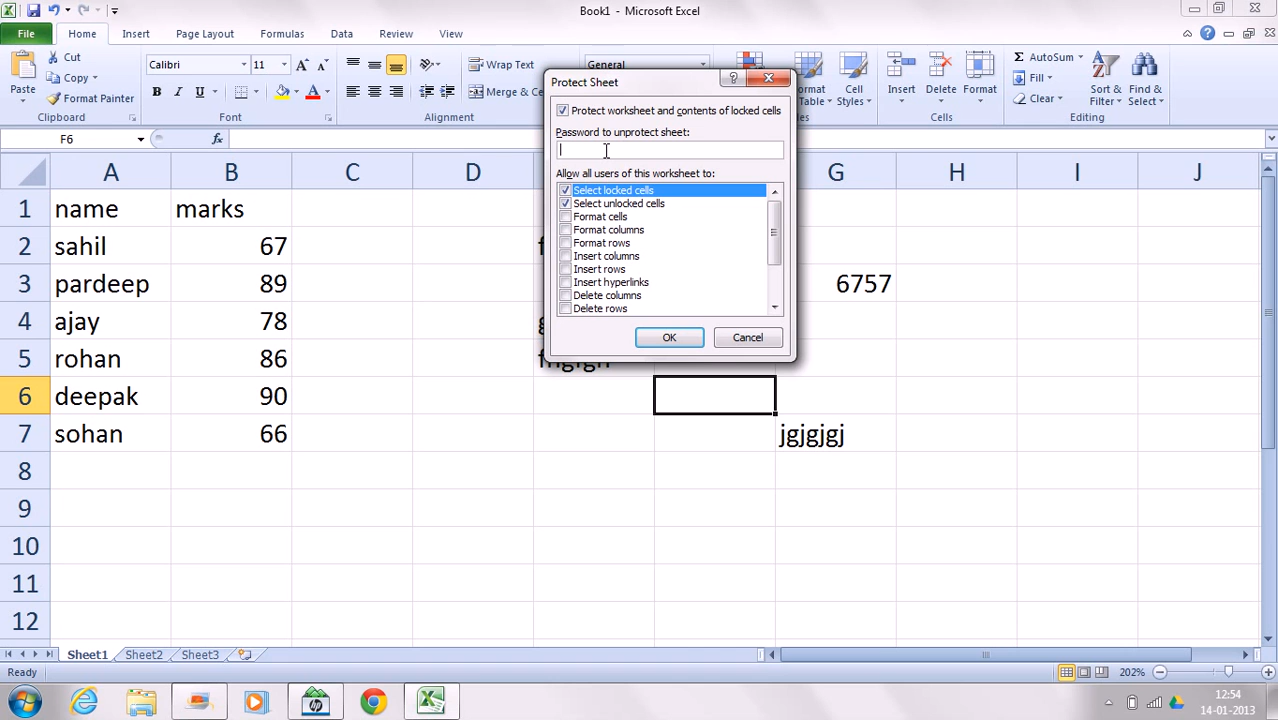 Book1 - Microsoft Excel
File Home Insert Page Layout Formulas Data Review View
Paste
Cut
Copy
Format Painter
Clipboard
Calibri 11
B I U
Font
Wrap Text
Merge & Ce
Alignment
General
Format
Cell Styles
Insert Delete Format
Cells
AutoSum
Fill
Clear
Sort & Filter
Find & Select
Editing
F6 fx
Protect Sheet
Protect worksheet and contents of locked cells
Password to unprotect sheet:
Allow all users of this worksheet to:
Select locked cells
Select unlocked cells
Format cells
Format columns
Format rows
Insert columns
Insert rows
Insert hyperlinks
Delete columns
Delete rows
OK Cancel
A B C D G H I J
1 name marks
2 sahil 67
3 pardeep 89 6757
4 ajay 78
5 rohan 86
6 deepak 90
7 sohan 66 jgjgjgj
8
9
10
11
12
Sheet1 Sheet2 Sheet3
Ready 202%
12:54
14-01-2013